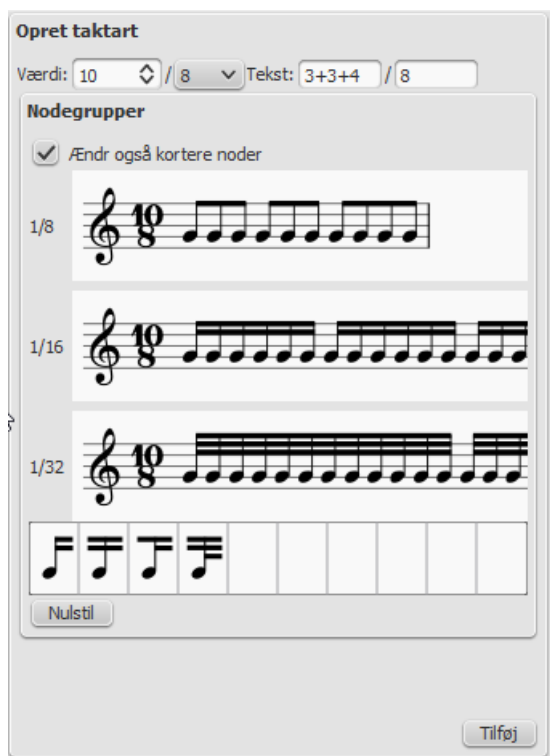 Opret taktart
Værdi: 10 / 8 Tekst: 3+3+4 / 8
Nodegrupper
Ændr også kortere noder
1/8 10 8
1/16 10 8
1/32 10 8
Nulstil
Tilføj